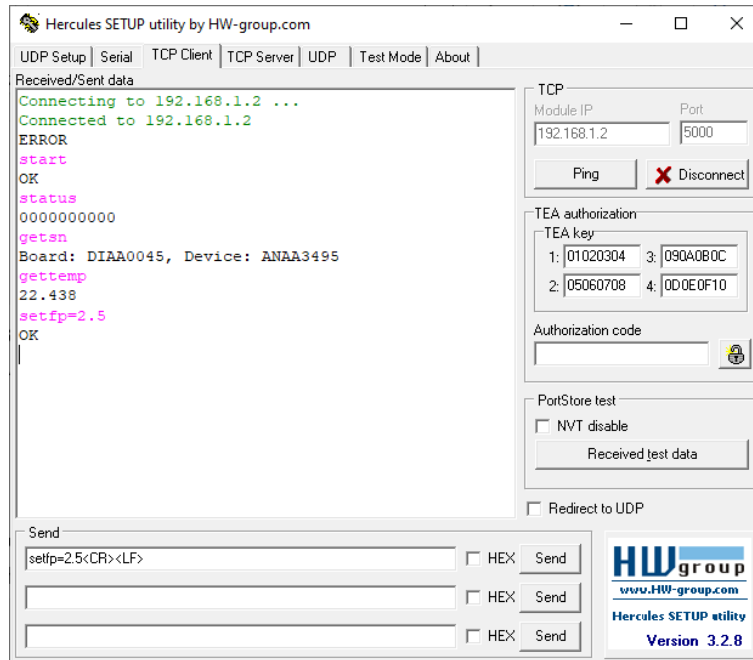 Hercules SETUP utility by HW-group.com
UDP Setup Serial TCP Client TCP Server UDP Test Mode About
Received/Sent data
Connecting to 192.168.1.2 ...
Connected to 192.168.1.2
ERROR
start
OK
status
0000000000
getsn
Board: DIAA0045, Device: ANAA3495
gettemp
22.438
setfp=2.5
OK
TCP
Module IP Port
192.168.1.2 5000
Ping Disconnect
TEA authorization
TEA key
1: 01020304 3: 090A0B0C
2: 05060708 4: 0D0E0F10
Authorization code
PortStore test
NVT disable
Received test data
Redirect to UDP
Send
setfp=2.5<CR><LF> HEX Send
HEX Send
HEX Send
HW group
www.HW-group.com
Hercules SETUP utility
Version 3.2.8